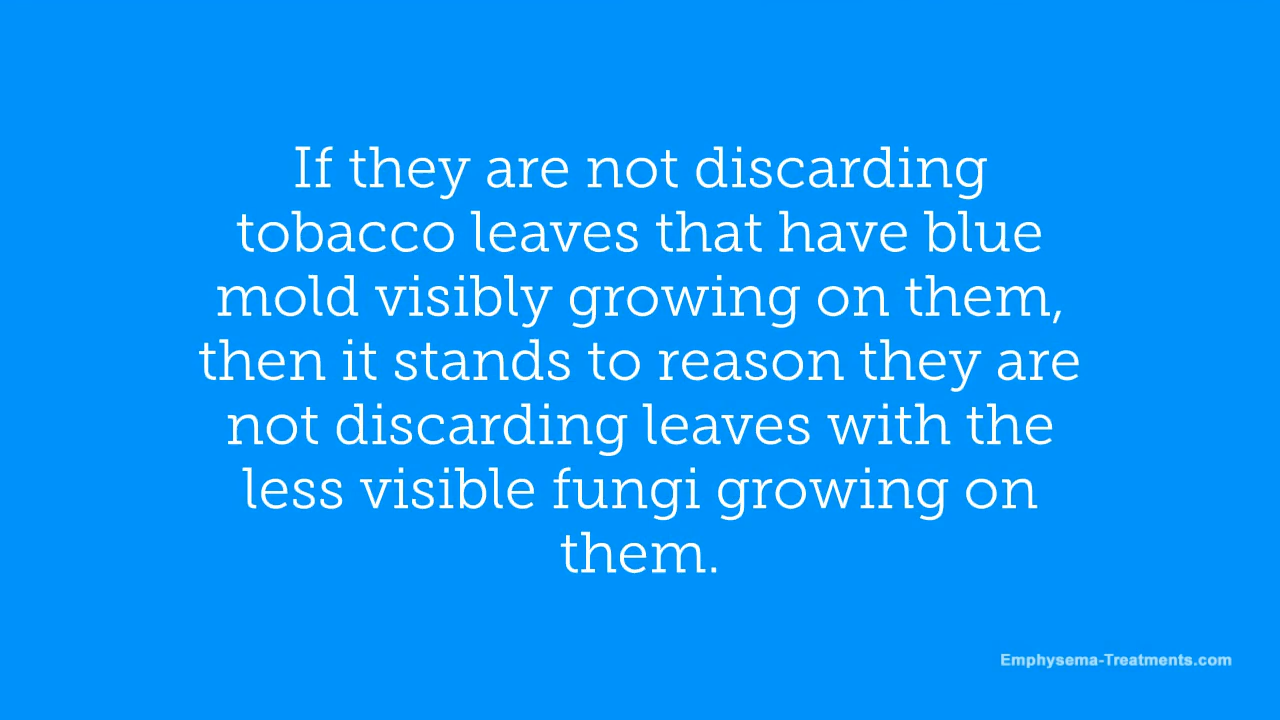 If they are not discarding
tobacco leaves that have blue
mold visibly growing on them,
then it stands to reason they are
not discarding leaves with the
less visible fungi growing on
them.
Emphysema-Treatments.com